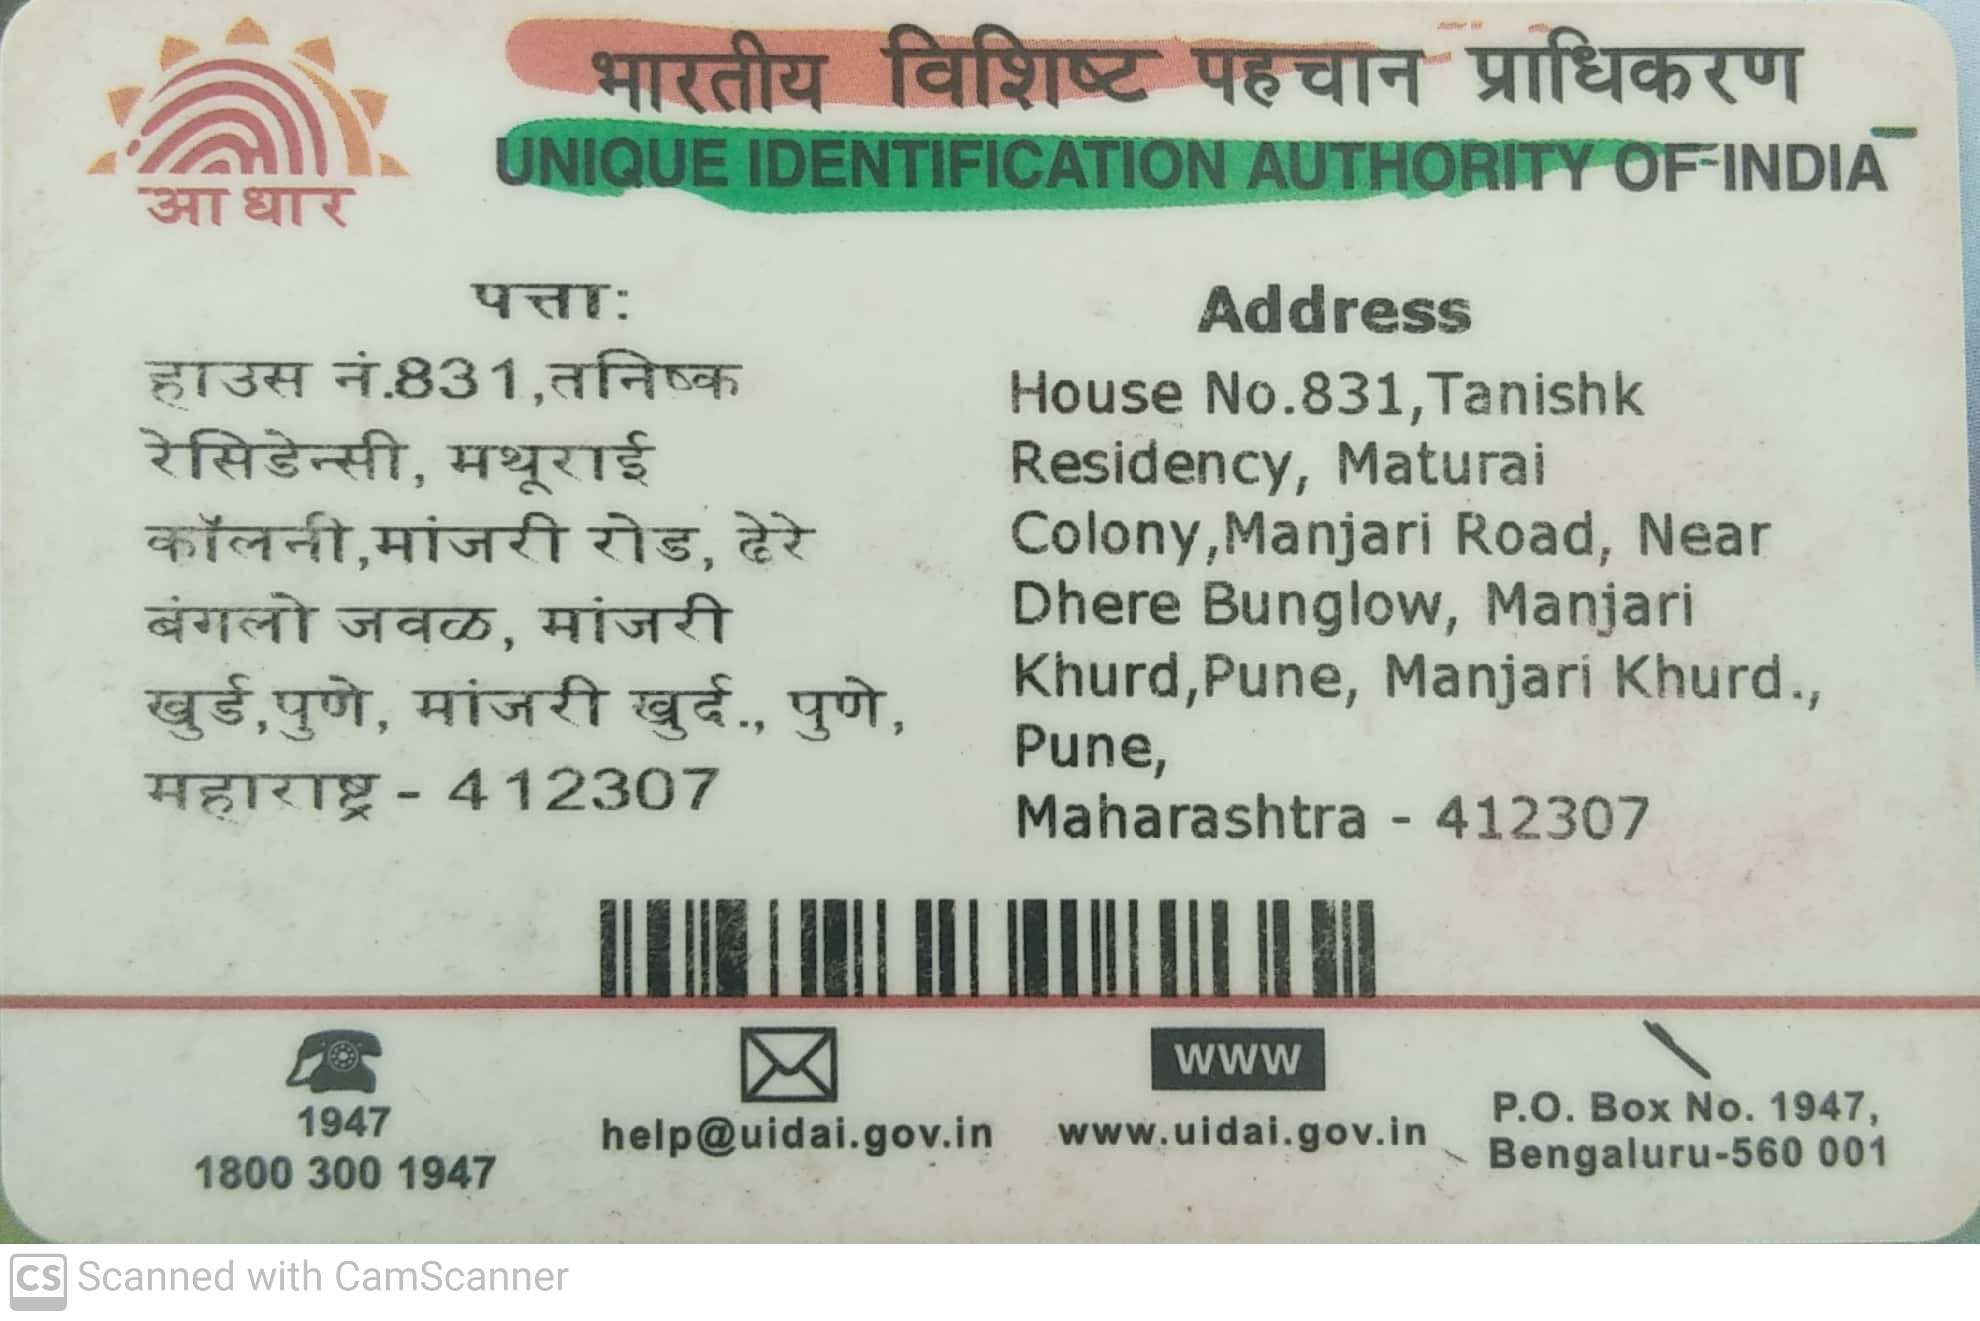 भारतीय विशिष्ट पहचान प्राधिकरण
UNIQUE IDENTIFICATION AUTHORITY OF INDIA
आधार
पत्ता:
हाउस नं.831,तनिष्क
रेसिडेन्सी, मथूराई
कॉलनी,मांजरी रोड, ढेरे
बंगलो जवळ, मांजरी
खुर्ड,पुणे, मांजरी खुर्द., पुणे,
महाराष्ट्र - 412307
Address
House No.831,Tanishk
Residency, Maturai
Colony,Manjari Road, Near
Dhere Bunglow, Manjari
Khurd,Pune, Manjari Khurd.,
Pune,
Maharashtra - 412307
1947
1800 300 1947
help@uidai.gov.in
www
www.uidai.gov.in
P.O. Box No. 1947,
Bengaluru-560 001
CS Scanned with CamScanner